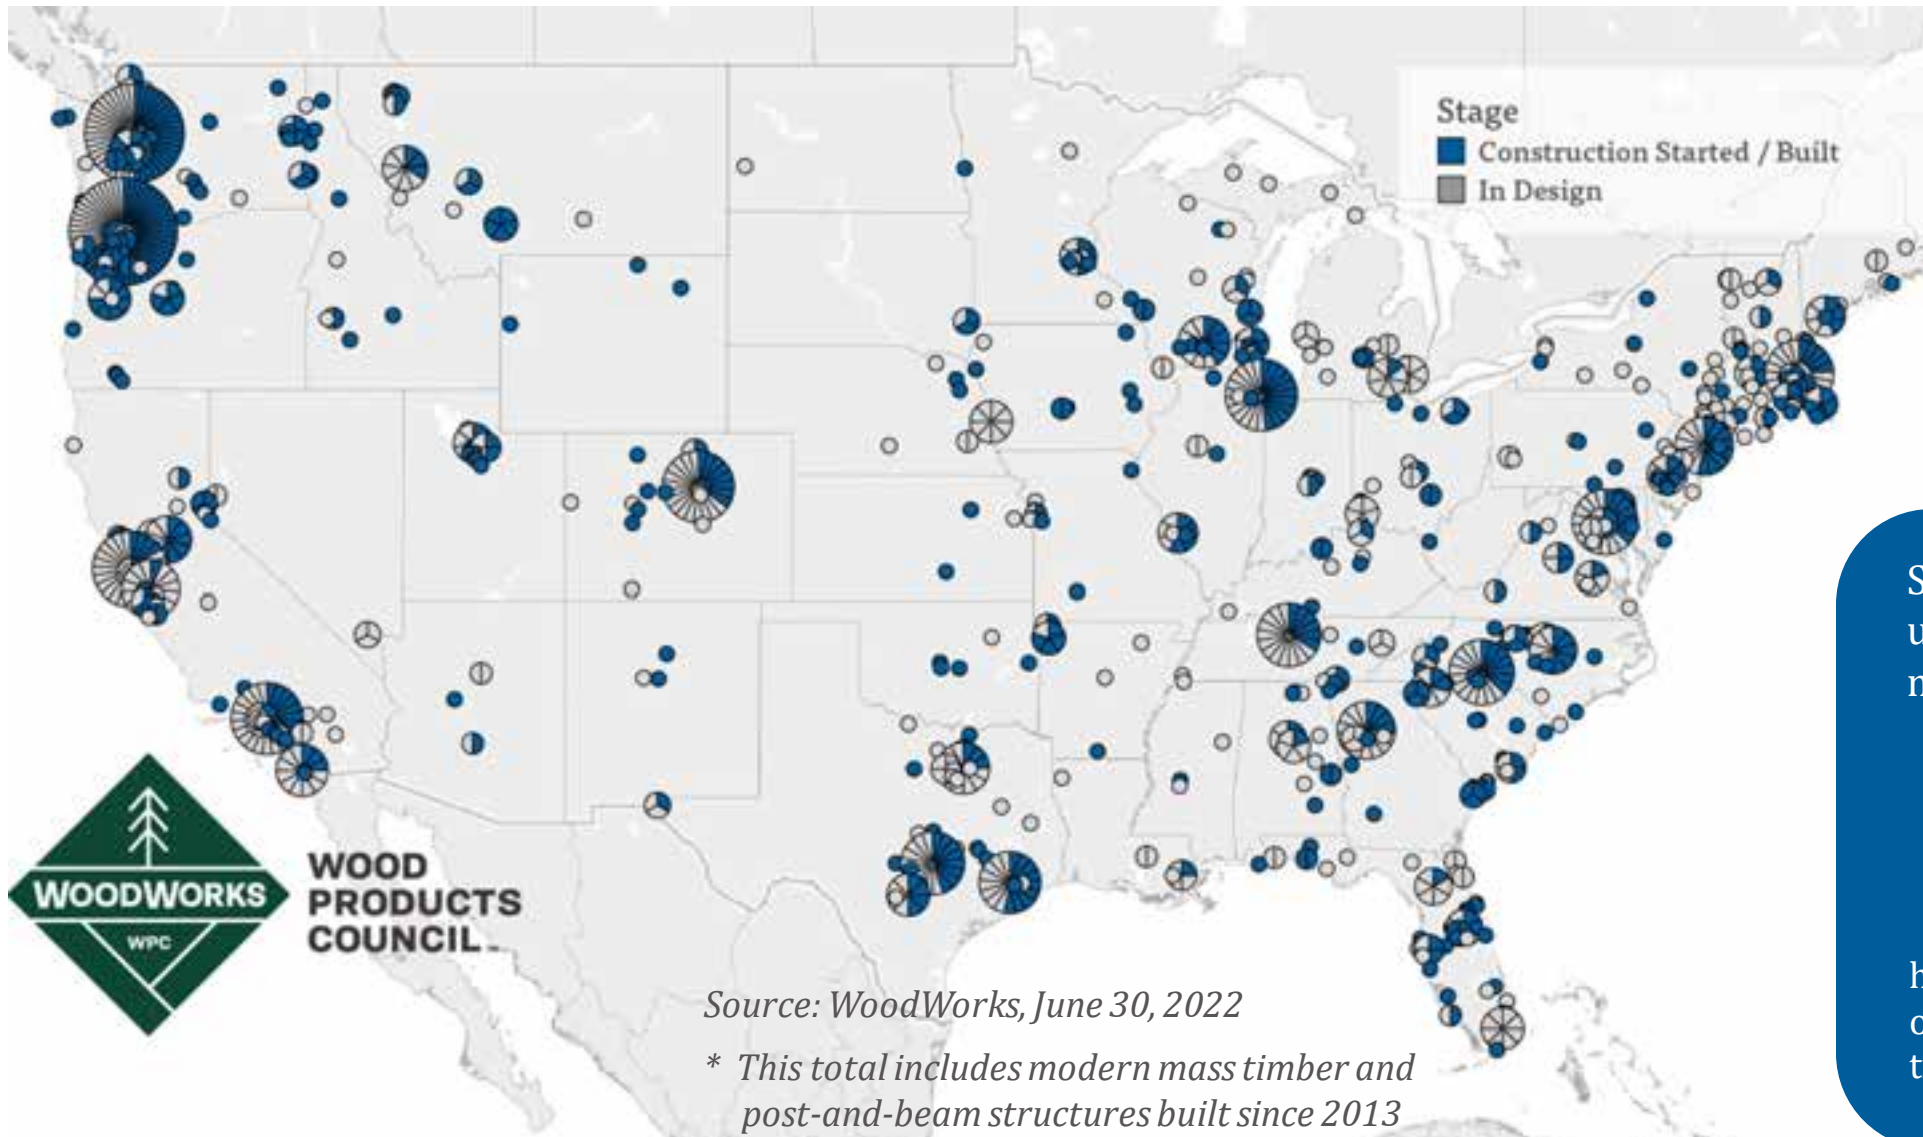 Stage
Construction Started / Built
In Design
WOODWORKS
WPC
WOOD
PRODUCTS
COUNCIL
Source: WoodWorks, June 30, 2022
* This total includes modern mass timber and
post-and-beam structures built since 2013